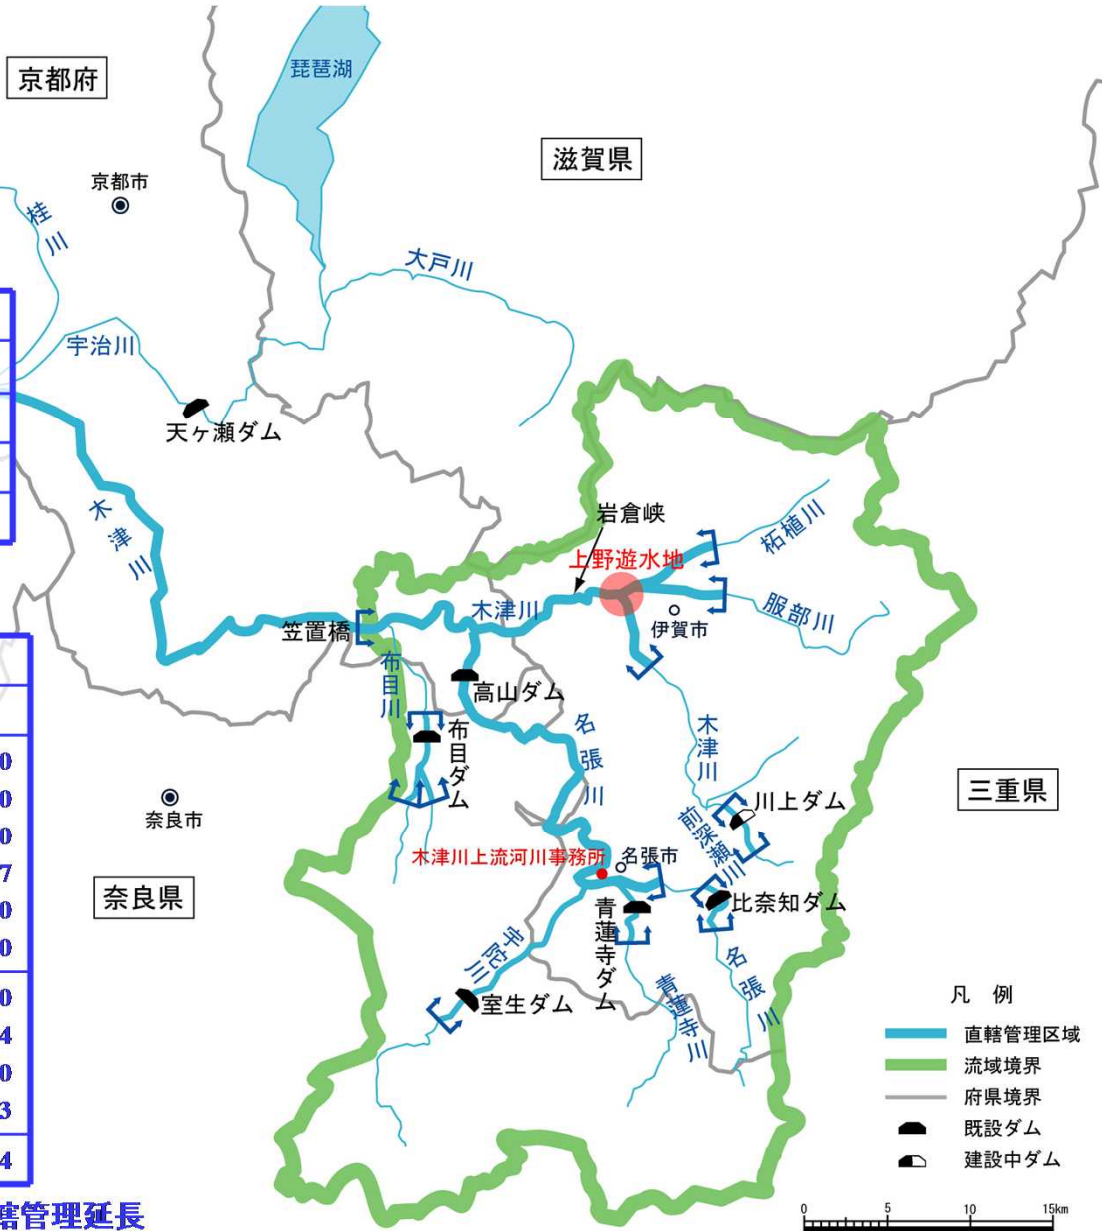 京都府
琵琶湖
滋賀県
京都市
桂川
大戸川
宇治川
天ヶ瀬ダム
木津川
岩倉峡
上野遊水地
柘植川
服部川
木津川
伊賀市
笠置橋
布目川
高山ダム
名張川
布目ダム
木津川
川上ダム
前深瀬川
三重県
奈良市
木津川上流河川事務所
名張市
奈良県
比奈知ダム
青蓮寺ダム
宇陀川
室生ダム
青蓮寺川
名張川
凡 例
直轄管理区域
流域境界
府県境界
既設ダム
建設中ダム
0 5 10 15km
0
0
0
7
0
0
0
4
0
3
4
轄管理延長